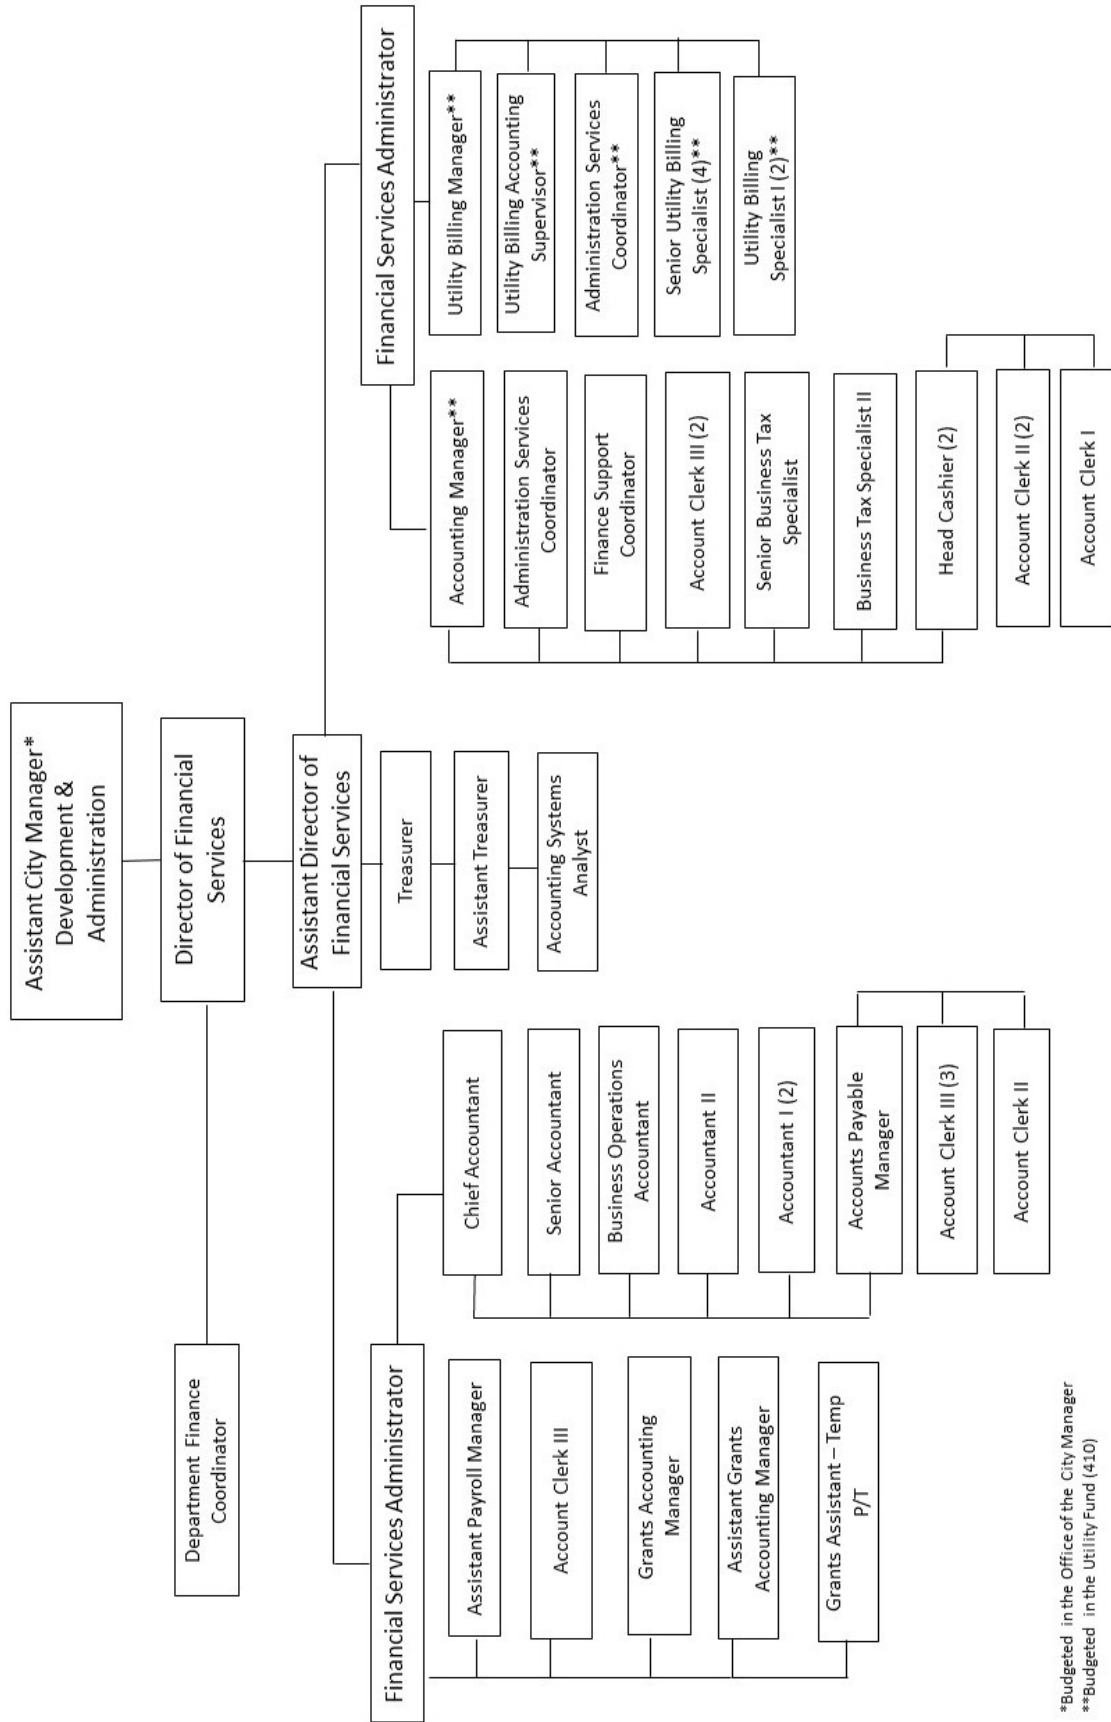 Assistant City Manager*
Development &
Administration
Director of Financial
Services
Department Finance
Coordinator
Assistant Director of
Financial Services
Financial Services Administrator
Assistant Payroll Manager
Account Clerk III
Grants Accounting
Manager
Assistant Grants
Accounting Manager
Grants Assistant – Temp
P/T
Chief Accountant
Senior Accountant
Business Operations
Accountant
Accountant II
Accountant I (2)
Accounts Payable
Manager
Account Clerk III (3)
Account Clerk II
Treasurer
Assistant Treasurer
Accounting Systems
Analyst
Financial Services Administrator
Accounting Manager**
Administration Services
Coordinator
Finance Support
Coordinator
Account Clerk III (2)
Senior Business Tax
Specialist
Business Tax Specialist II
Head Cashier (2)
Account Clerk II (2)
Account Clerk I
Utility Billing Manager**
Utility Billing Accounting
Supervisor**
Administration Services
Coordinator**
Senior Utility Billing
Specialist (4)**
Utility Billing
Specialist I (2)**
*Budgeted in the Office of the City Manager
**Budgeted in the Utility Fund (410)